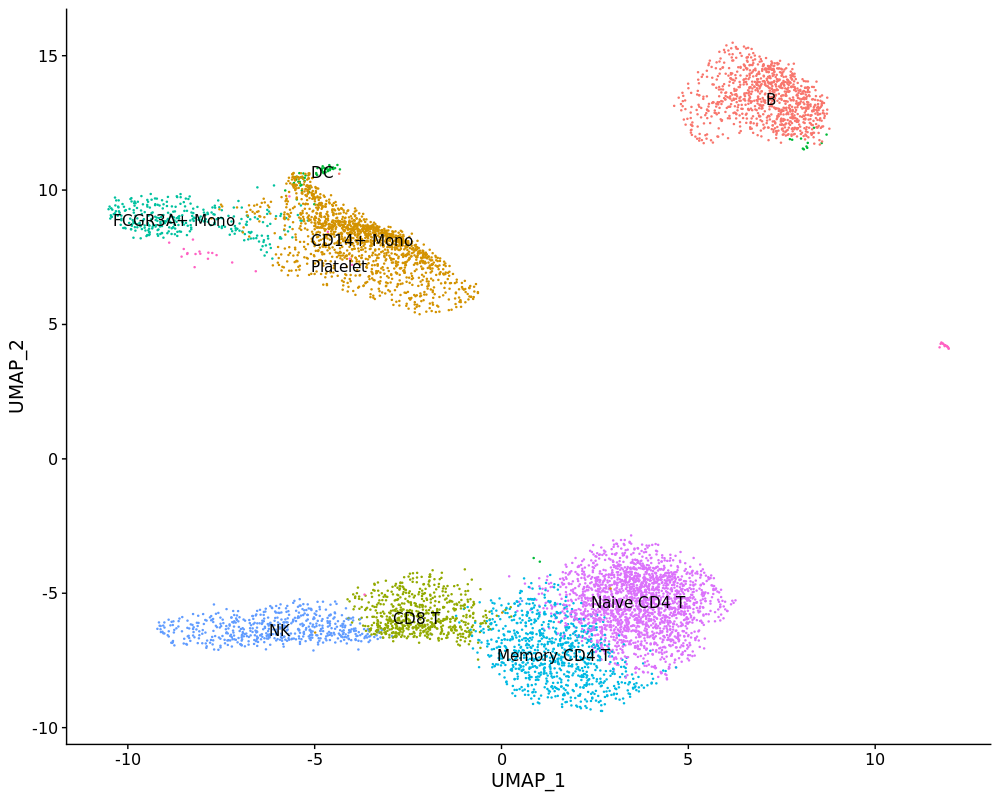 15
B
DC
10
FCGR3A+ Mono
CD14+ Mono
Platelet
5
UMAP_2
0
-5
Naive CD4 T
CD8 T
NK
Memory CD4 T
-10
-10
-5
0
5
10
UMAP_1